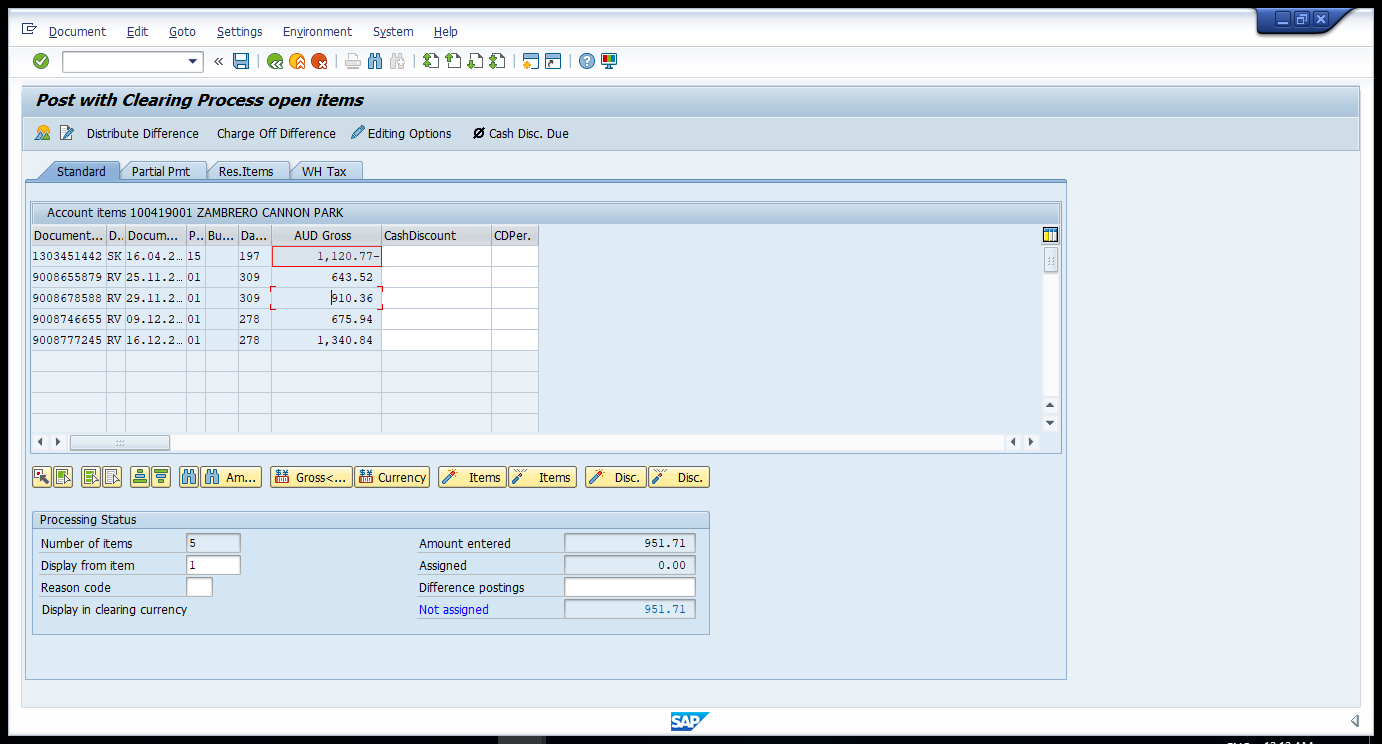 Document Edit Goto Settings Environment System Help
«
Post with Clearing Process open items
Distribute Difference Charge Off Difference Editing Options Cash Disc. Due
Standard Partial Pmt Res.Items WH Tax
Account items 100419001 ZAMBRERO CANNON PARK
Document... D.. Docum... P.. Bu... Da... AUD Gross CashDiscount CDPer.
1303451442 SK 16.04.2… 15 197 1,120.77-
9008655879 RV 25.11.2… 01 309 643.52
9008678588 RV 29.11.2… 01 309 910.36
9008746655 RV 09.12.2… 01 278 675.94
9008777245 RV 16.12.2… 01 278 1,340.84
Am... Gross<... Currency Items Items Disc. Disc.
Processing Status
Number of items 5 Amount entered 951.71
Display from item 1 Assigned 0.00
Reason code Difference postings
Display in clearing currency Not assigned 951.71
SAP